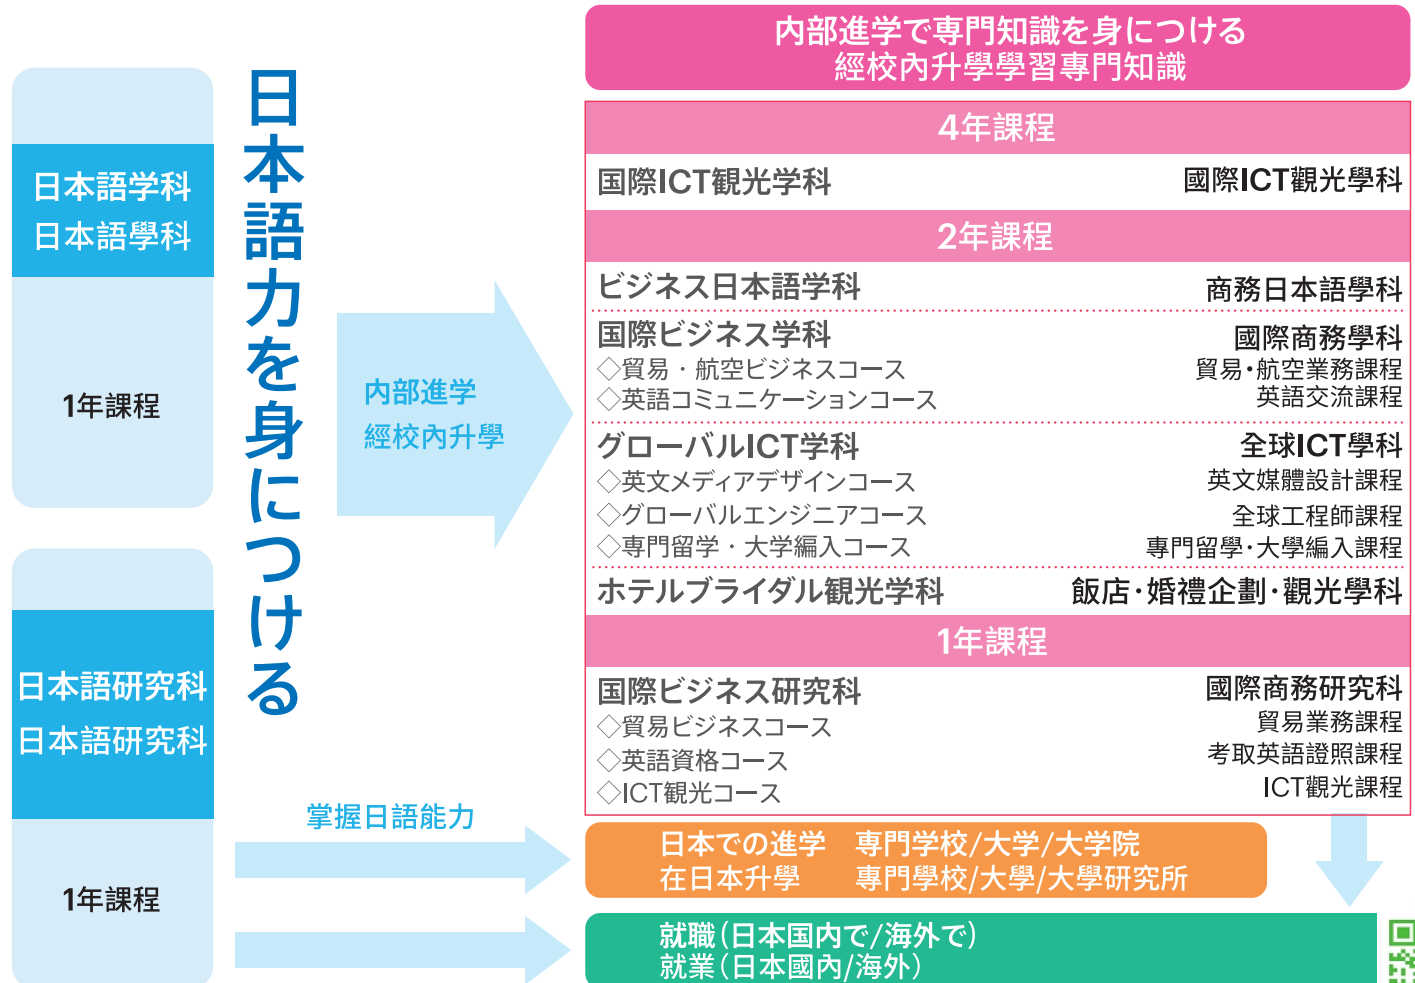 日本語学科
日本語學科
1年課程
日本語研究科
日本語研究科
1年課程
日本語力を身につける
内部進学
經校內升學
掌握日語能力
内部進学で専門知識を身につける
經校內升學學習專門知識
4年課程
国際ICT観光学科 國際ICT觀光學科
2年課程
ビジネス日本語学科 商務日本語學科
国際ビジネス学科 國際商務學科
◇貿易・航空ビジネスコース 貿易・航空業務課程
◇英語コミュニケーションコース 英語交流課程
グローバルICT学科 全球ICT學科
◇英文メディアデザインコース 英文媒體設計課程
◇グローバルエンジニアコース 全球工程師課程
◇専門留学・大学編入コース 專門留學・大學編入課程
ホテルブライダル観光学科 飯店・婚禮企劃・觀光學科
1年課程
国際ビジネス研究科 國際商務研究科
◇貿易ビジネスコース 貿易業務課程
◇英語資格コース 考取英語證照課程
◇ICT観光コース ICT觀光課程
日本での進学 専門学校/大学/大学院
在日本升學 專門學校/大學/大學研究所
就職(日本国内で/海外で)
就業(日本國內/海外)